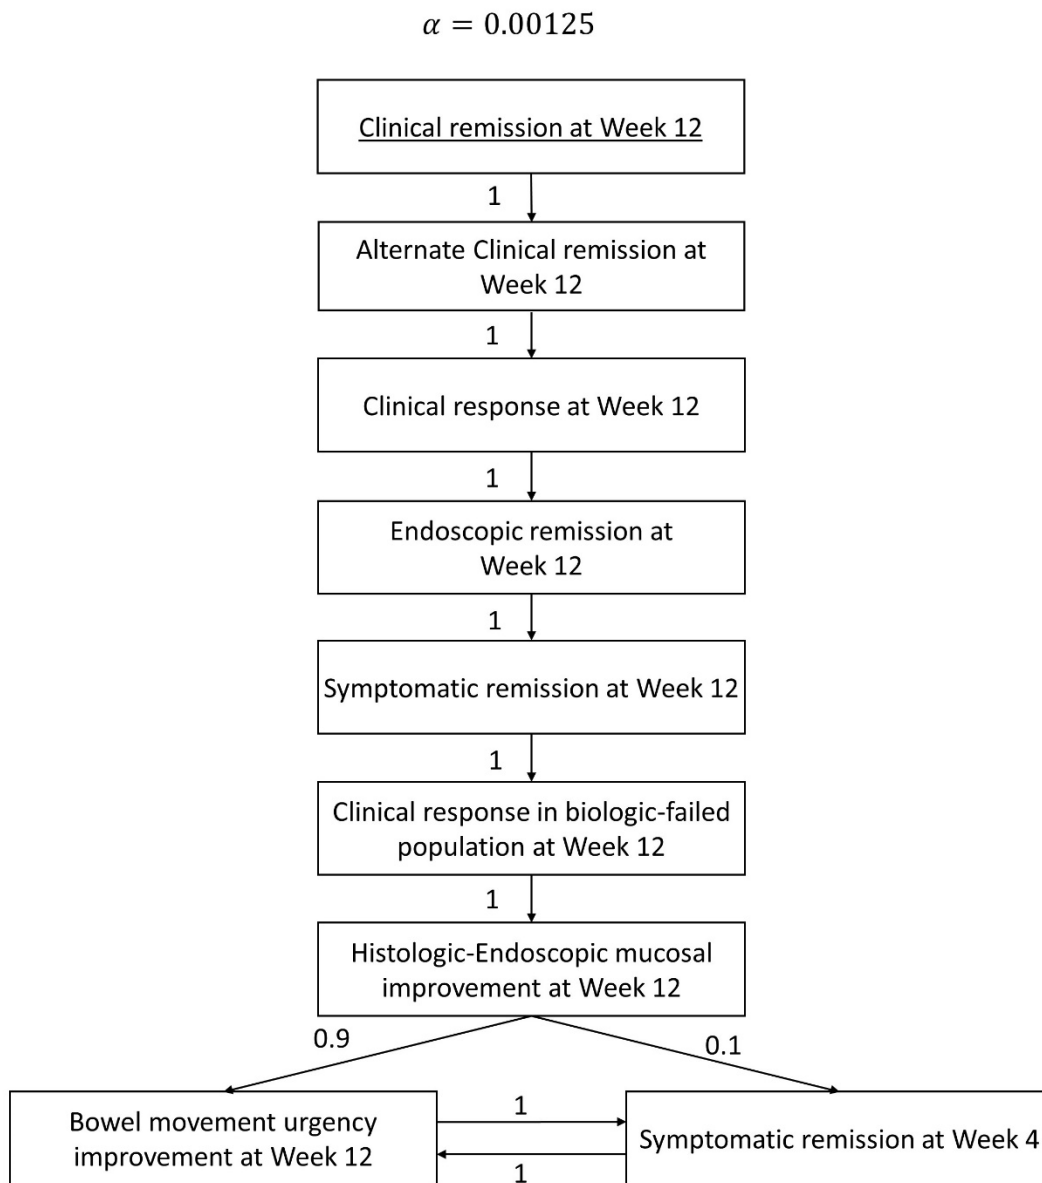 α = 0.00125
Clinical remission at Week 12
1
Alternate Clinical remission at
Week 12
1
Clinical response at Week 12
1
Endoscopic remission at
Week 12
1
Symptomatic remission at Week 12
1
Clinical response in biologic-failed
population at Week 12
1
Histologic-Endoscopic mucosal
improvement at Week 12
0.9
0.1
Bowel movement urgency
improvement at Week 12
1
1
Symptomatic remission at Week 4